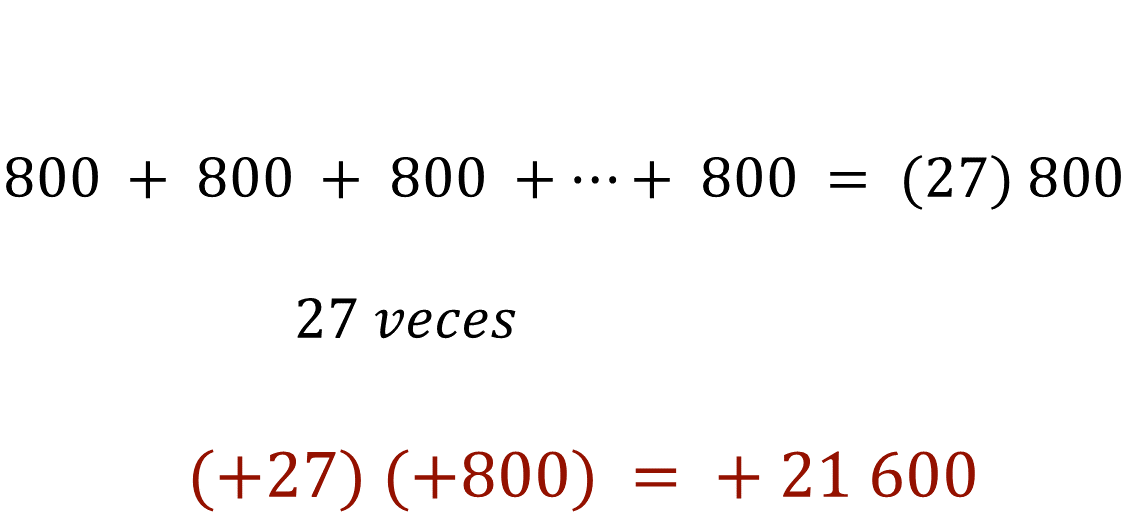 800 + 800 + 800 + ⋯ + 800 = (27) 800
27 veces
(+27) (+800) = + 21 600